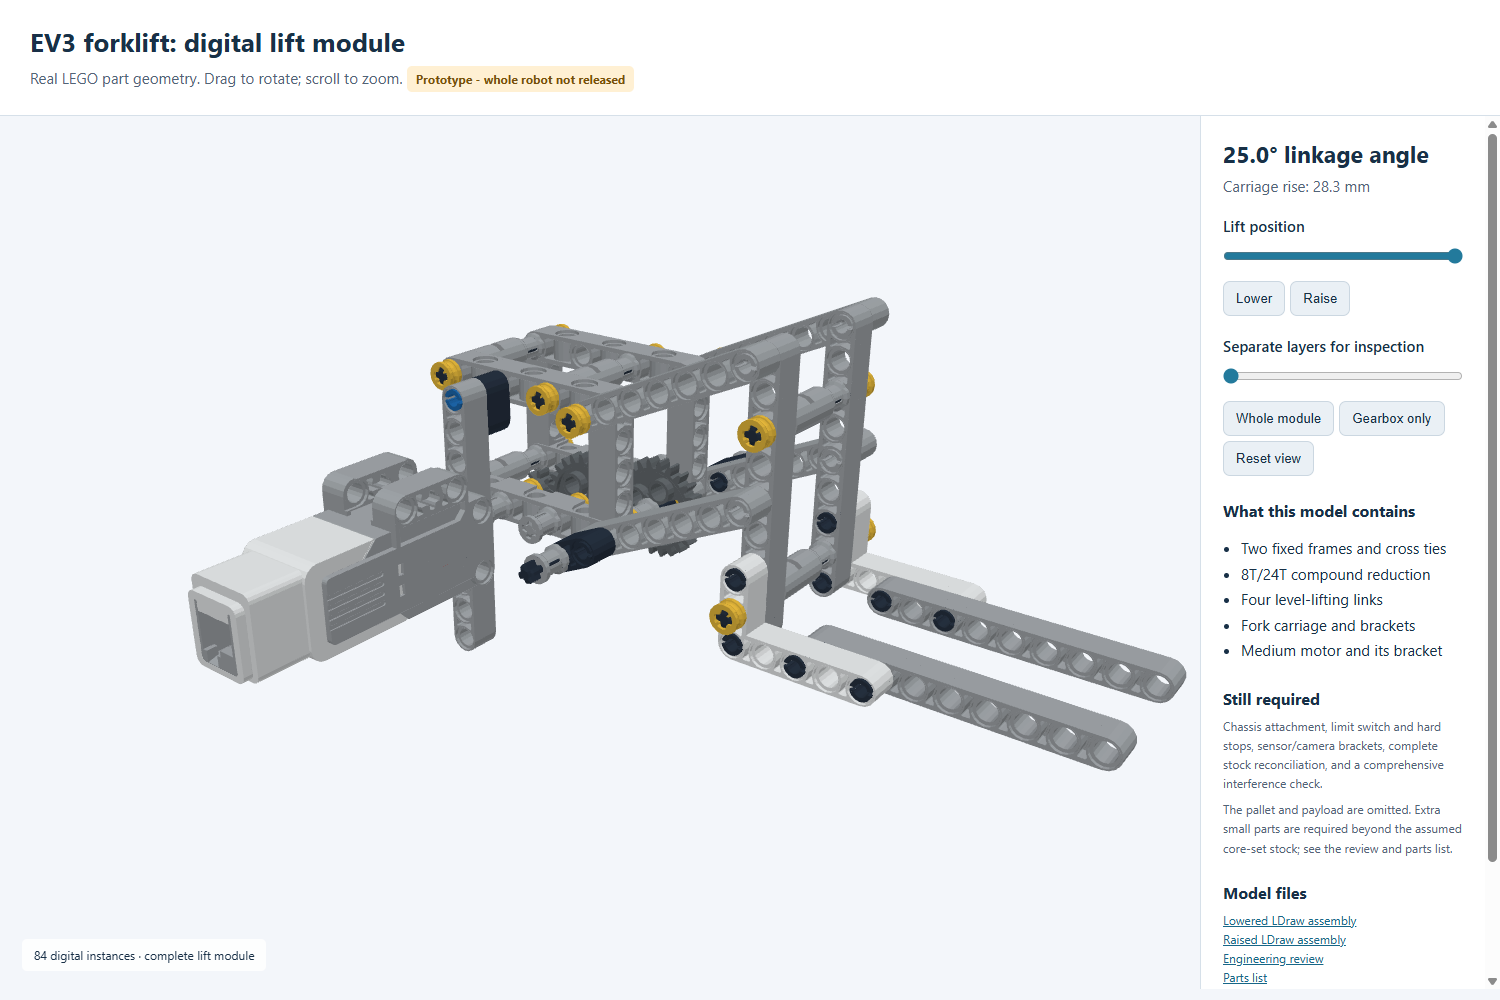 EV3 forklift: digital lift module
Real LEGO part geometry. Drag to rotate; scroll to zoom. Prototype - whole robot not released
25.0° linkage angle
Carriage rise: 28.3 mm
Lift position
Lower Raise
Separate layers for inspection
Whole module Gearbox only
Reset view
What this model contains
• Two fixed frames and cross ties
• 8T/24T compound reduction
• Four level-lifting links
• Fork carriage and brackets
• Medium motor and its bracket
Still required
Chassis attachment, limit switch and hard
stops, sensor/camera brackets, complete
stock reconciliation, and a comprehensive
interference check.
The pallet and payload are omitted. Extra
small parts are required beyond the assumed
core-set stock; see the review and parts list.
Model files
Lowered LDraw assembly
Raised LDraw assembly
Engineering review
Parts list
84 digital instances · complete lift module